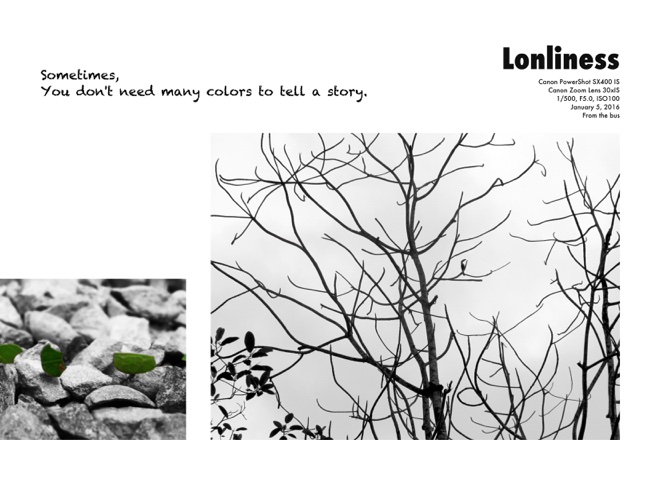 Lonliness
Canon PowerShot SX400 IS
Canon Zoom Lens 30xIS
1/500, F5.0, ISO100
January 5, 2016
From the bus
Sometimes,
You don't need many colors to tell a story.